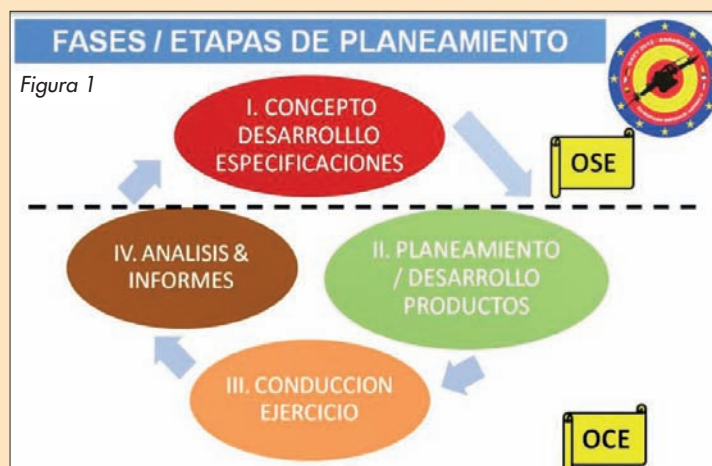 FASES / ETAPAS DE PLANEAMIENTO
Figura 1
I. CONCEPTO
DESARROLLLO
ESPECIFICACIONES
OSE
IV. ANALISIS &
INFORMES
II. PLANEAMIENTO
/ DESARROLLO
PRODUCTOS
III. CONDUCCION
EJERCICIO
OCE